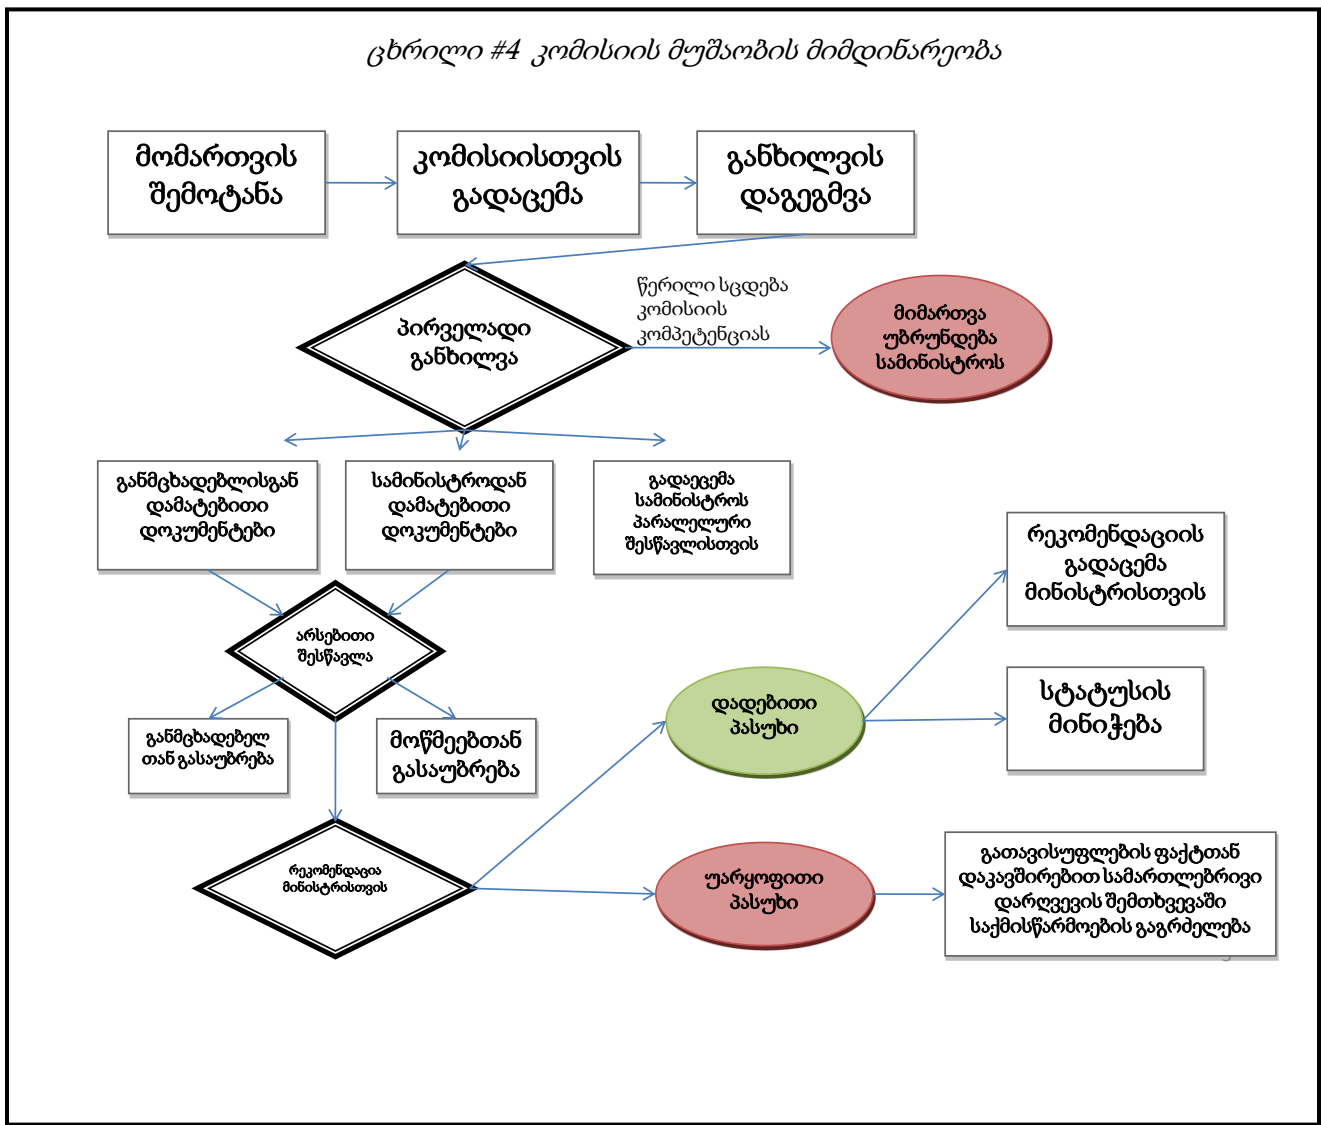 ცხრილი #4 კომისიის მუშაობის მიმდინარეობა
მომართვის
შემოტანა
კომისიისთვის
გადაცემა
განხილვის
დაგეგმვა
პირველადი
განხილვა
წერილი სცდება
კომისიის
კომპეტენციას
მიმართვა
უბრუნდება
სამინისტროს
განმცხადებლისგან
დამატებითი
დოკუმენტები
სამინისტროდან
დამატებითი
დოკუმენტები
გადაეცემა
სამინისტროს
პარალელური
შესწავლისთვის
რეკომენდაციის
გადაცემა
მინისტრისთვის
არსებითი
შესწავლა
დადებითი
პასუხი
სტატუსის
მინიჭება
განმცხადებელ
თან გასაუბრება
მოწმეებთან
გასაუბრება
რეკომენდაცია
მინისტრისთვის
უარყოფითი
პასუხი
გათავისუფლების ფაქტთან
დაკავშირებით სამართლებრივი
დარღვევის შემთხვევაში
საქმისწარმოების გაგრძელება